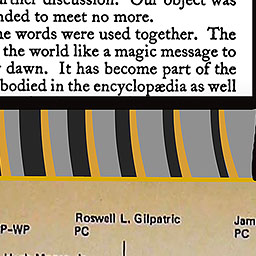 further discussion. Our object was
nded to meet no more.
he words were used together. The
the world like a magic message to
dawn. It has become part of the
bodied in the encyclopædia as well
Roswell L. Gilpatric
Jam
P-WP
PC
PC